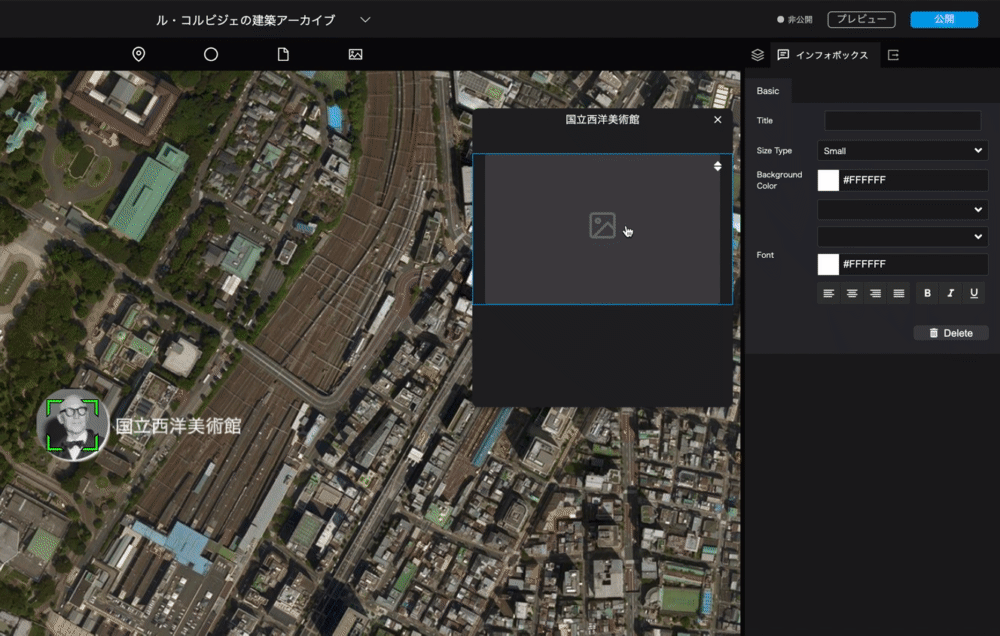 ル・コルビジェの建築アーカイブ
非公開
プレビュー
公開
インフォボックス
国立西洋美術館
Basic
Title
Size Type
Small
Background
Color
#FFFFFF
Font
#FFFFFF
B I U
Delete
国立西洋美術館